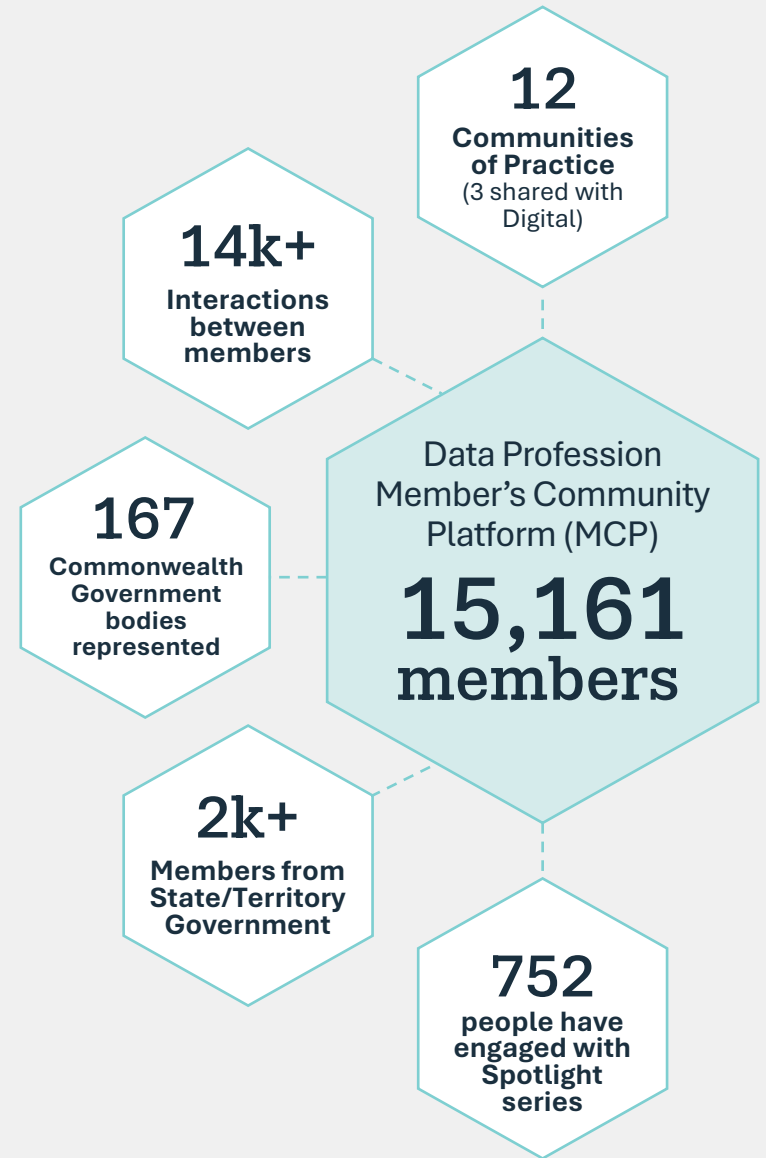 12
Communities
of Practice
(3 shared with
Digital)
14k+
Interactions
between
members
Data Profession
Member’s Community
Platform (MCP)
15,161
members
167
Commonwealth
Government
bodies
represented
2k+
Members from
State/Territory
Government
752
people have
engaged with
Spotlight
series